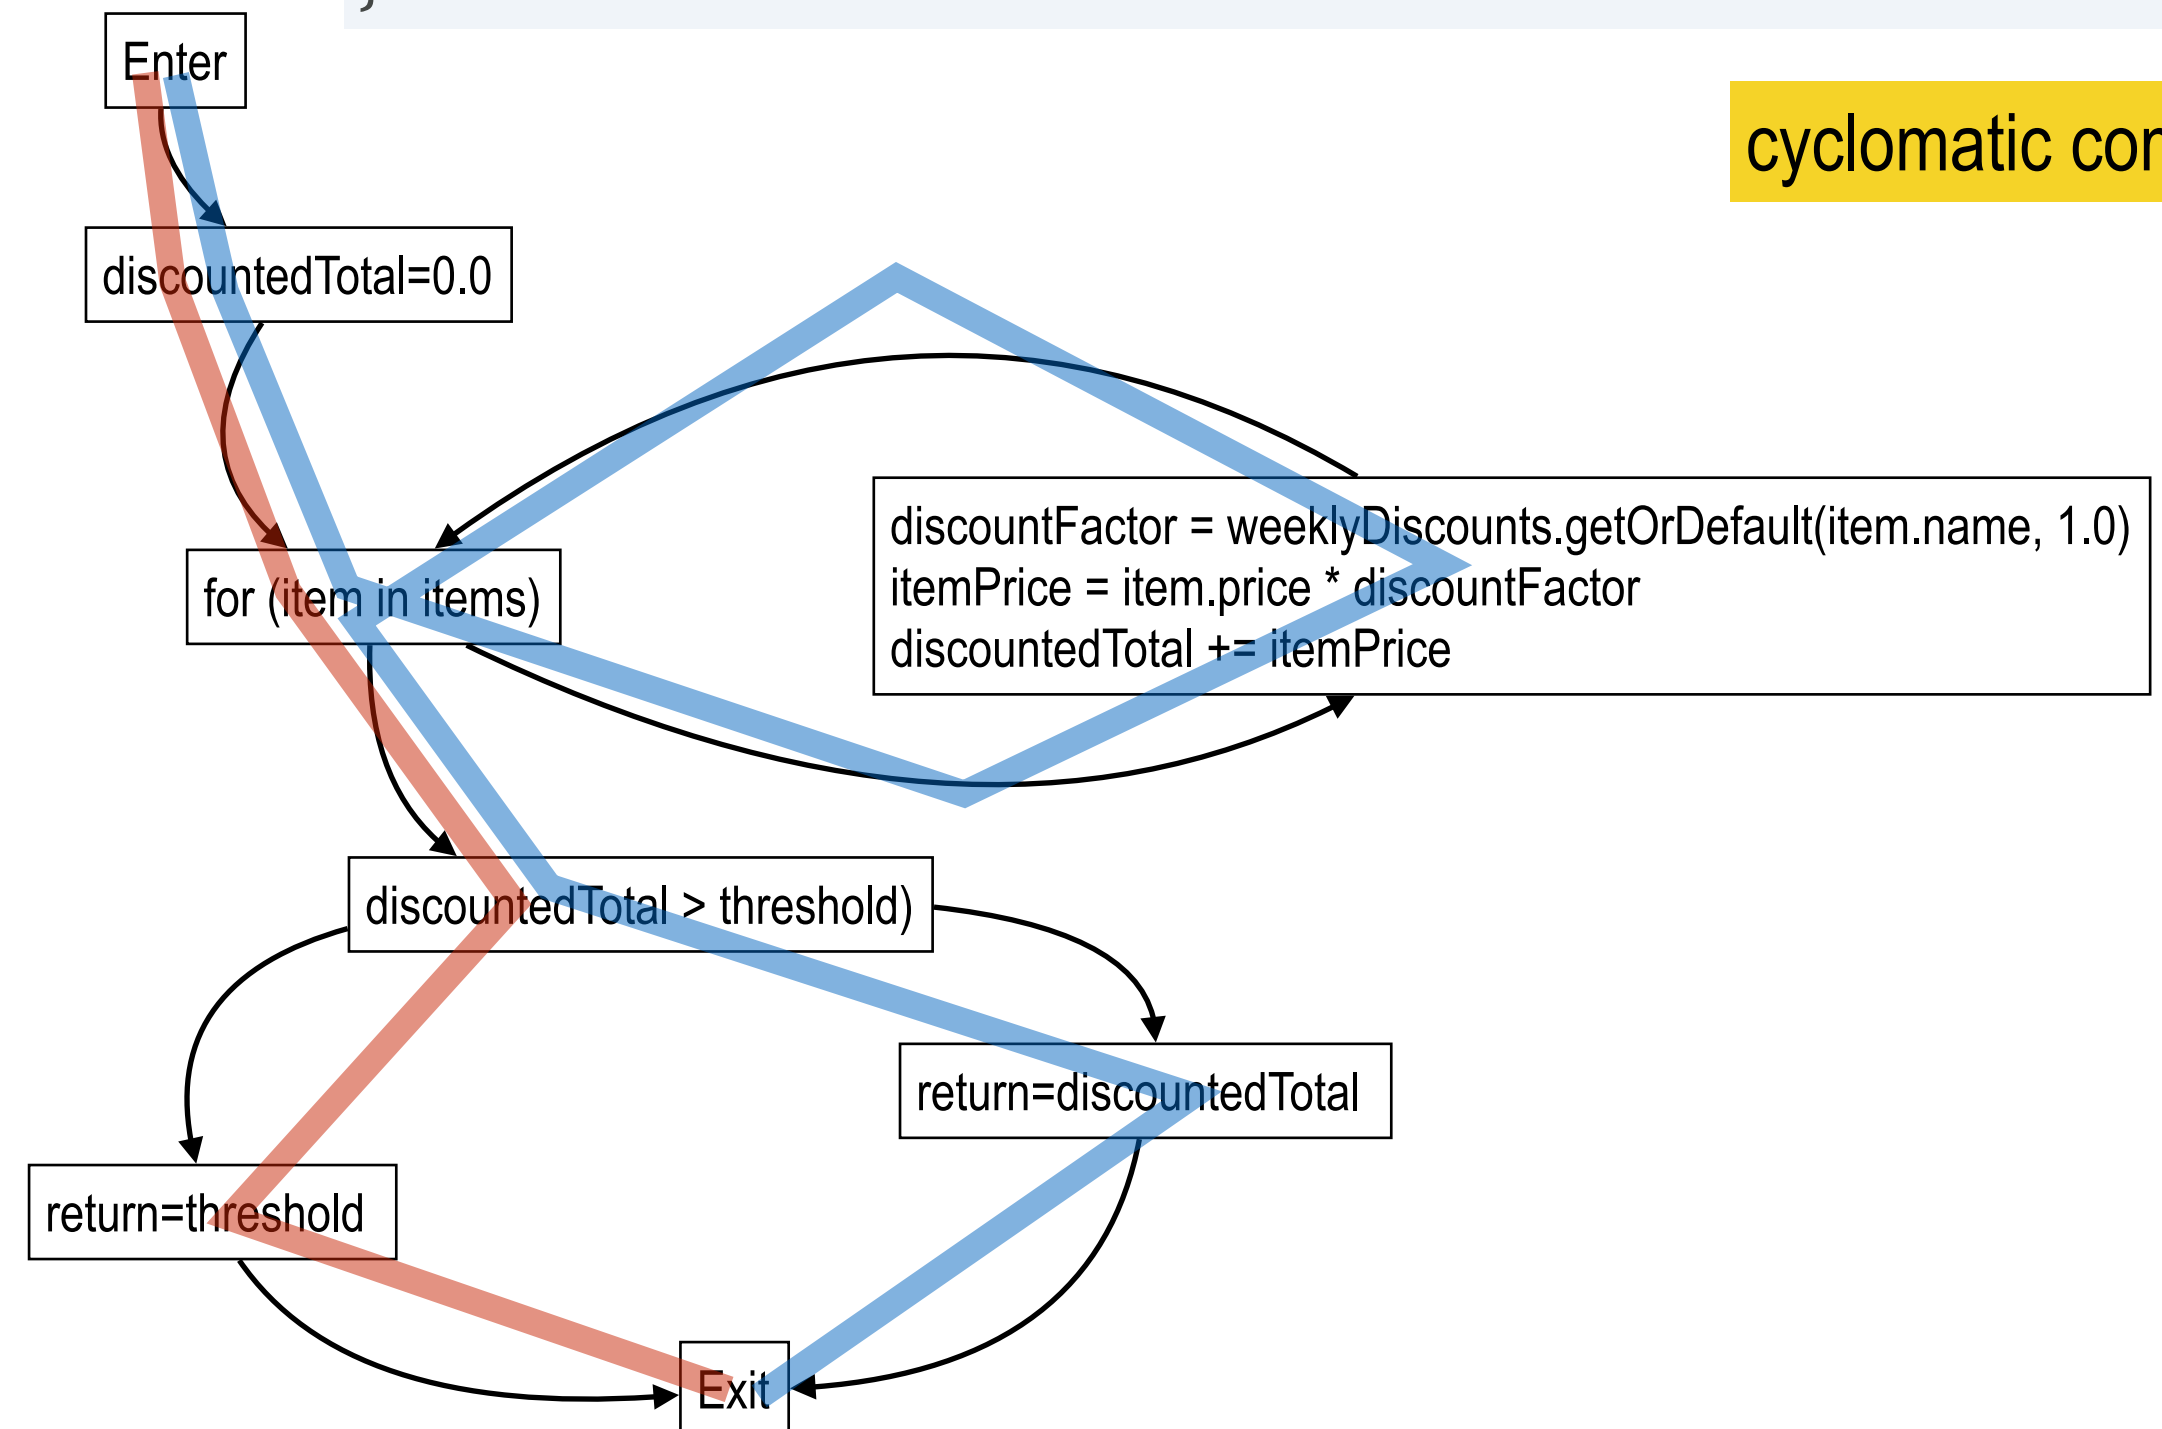 }
Enter
cyclomatic
discountedTotal=0.0
discountFactor = weeklyDiscounts.getOrDefault(item.name, 1.0)
itemPrice = item.price * discountFactor
discountedTotal += itemPrice
for (item in items)
discountedTotal > threshold)
return=discountedTotal
return=threshold
Exit